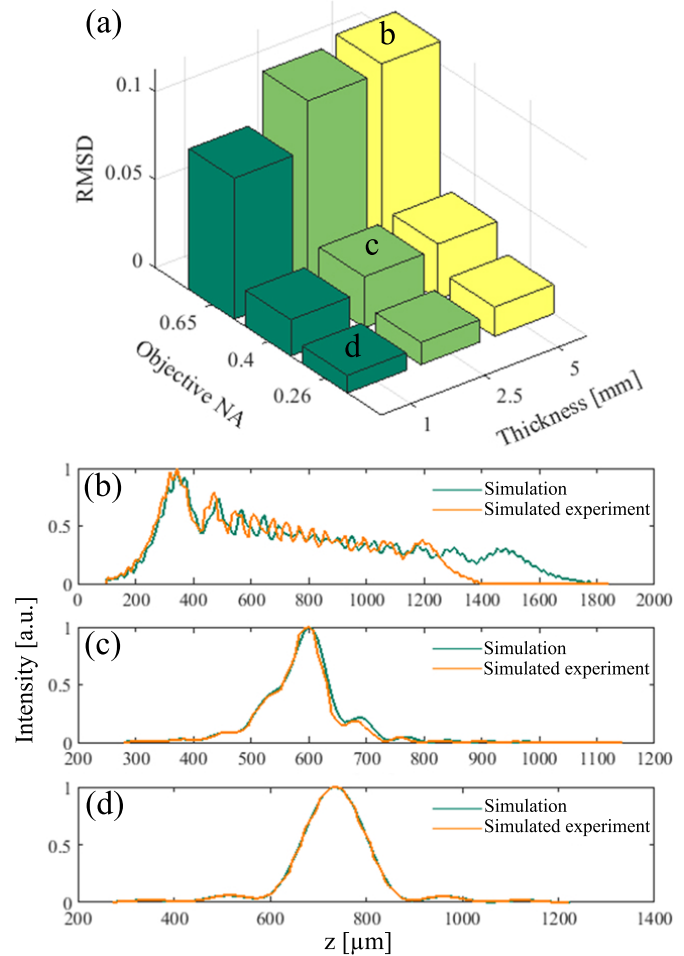 (a)
b
c
d
0.1
0.05
0
RMSD
0.65
0.4
0.26
Objective NA
1
2.5
5
Thickness [mm]
(b)
1
0.5
0
Simulation
Simulated experiment
0 200 400 600 800 1000 1200 1400 1600 1800 2000
Intensity [a.u.]
(c)
1
0.5
0
Simulation
Simulated experiment
200 300 400 500 600 700 800 900 1000 1100 1200
(d)
1
0.5
0
Simulation
Simulated experiment
200 400 600 800 1000 1200 1400
z [µm]